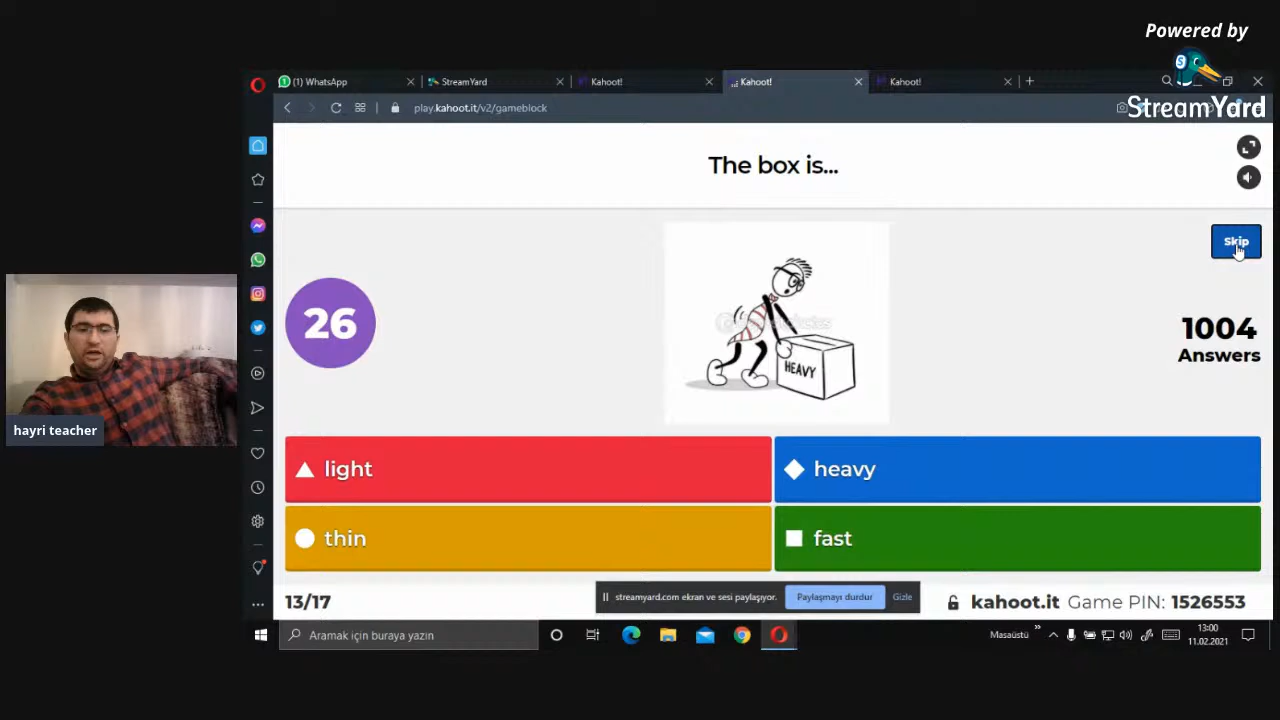 Powered by
StreamYard
(1) WhatsApp
StreamYard
Kahoot!
Kahoot!
Kahoot!
play.kahoot.it/v2/gameblock
The box is...
Skip
26
HEAVY
1004
Answers
hayri teacher
light
heavy
thin
fast
13/17
streamyard.com ekran ve sesi paylaşıyor.
Paylaşmayı durdur
Gizle
kahoot.it Game PIN: 1526553
Aramak için buraya yazın
Masaüstü
13:00
11.02.2021